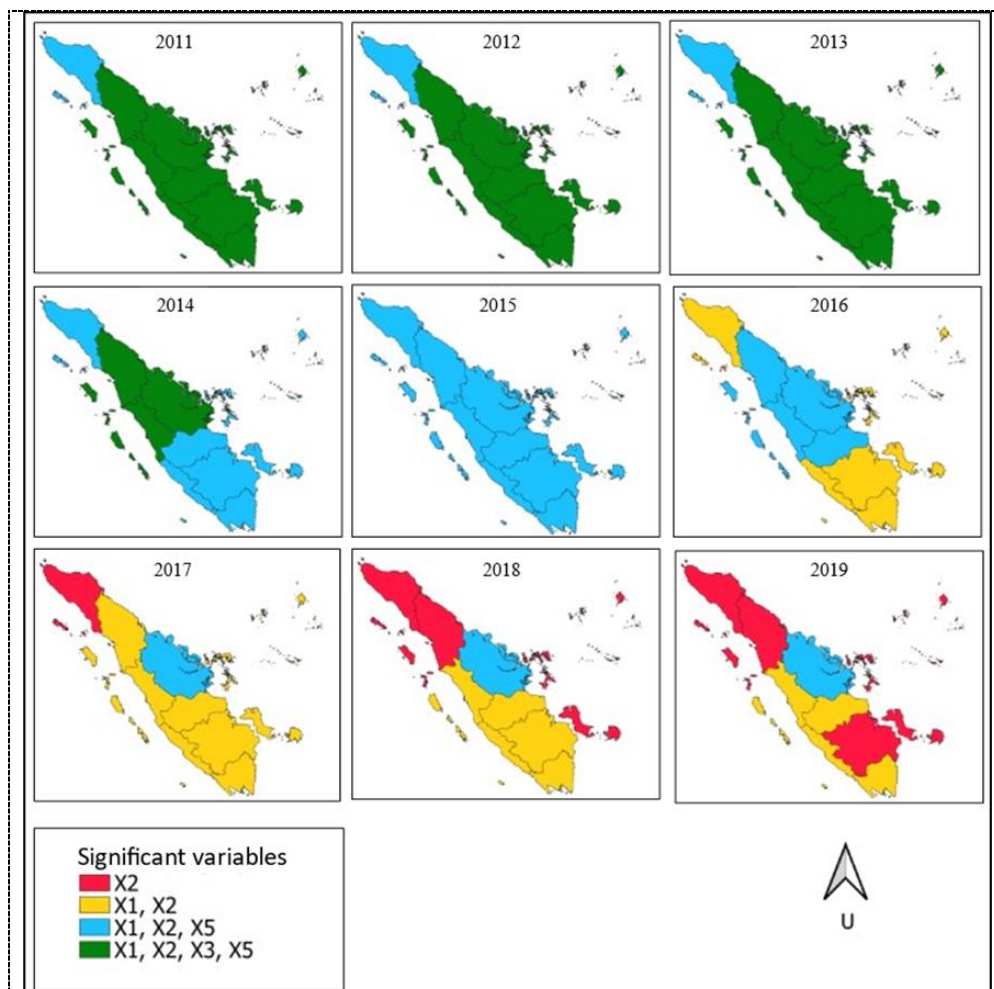 2011
2012
2013
2014
2015
2016
2017
2018
2019
Significant variables
X2
X1, X2
X1, X2, X5
X1, X2, X3, X5
U